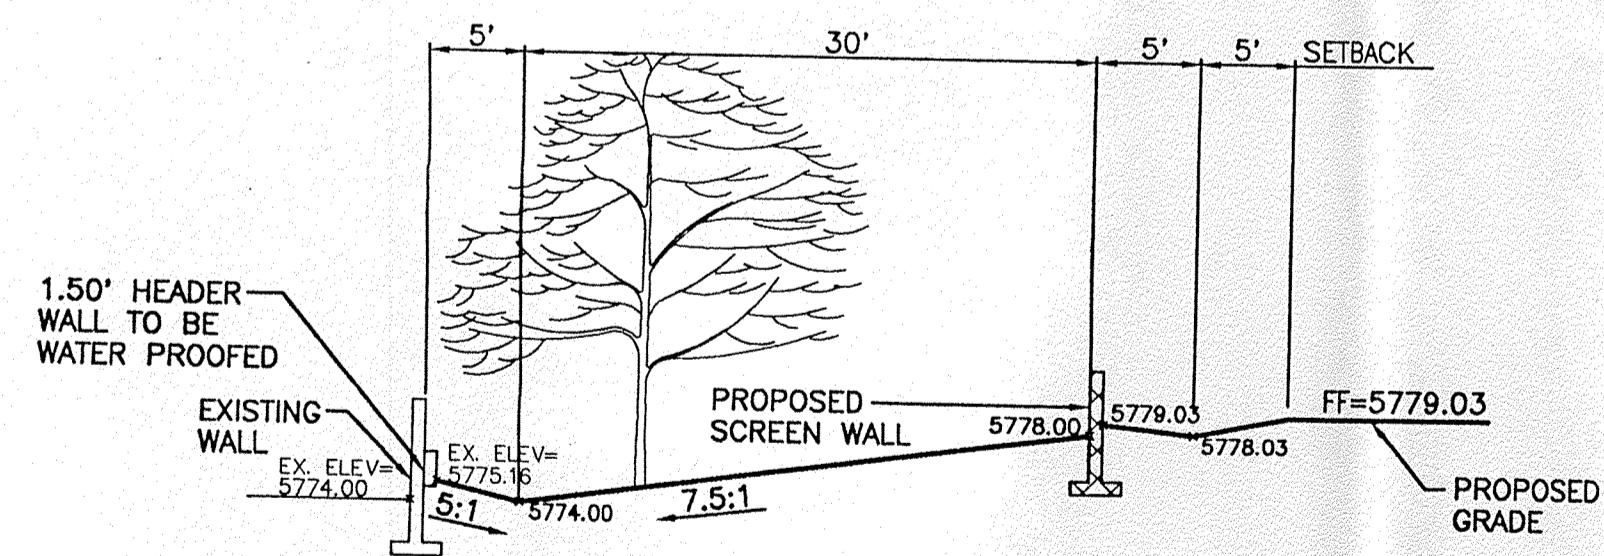 5'
30'
5'
5'
SETBACK
1.50' HEADER
WALL TO BE
WATER PROOFED
EXISTING
WALL
EX. ELEV=
5774.00
EX. ELEV=
5775.16
5:1
5774.00
7.5:1
PROPOSED
SCREEN WALL
5778.00
5779.03
5778.03
FF=5779.03
PROPOSED
GRADE